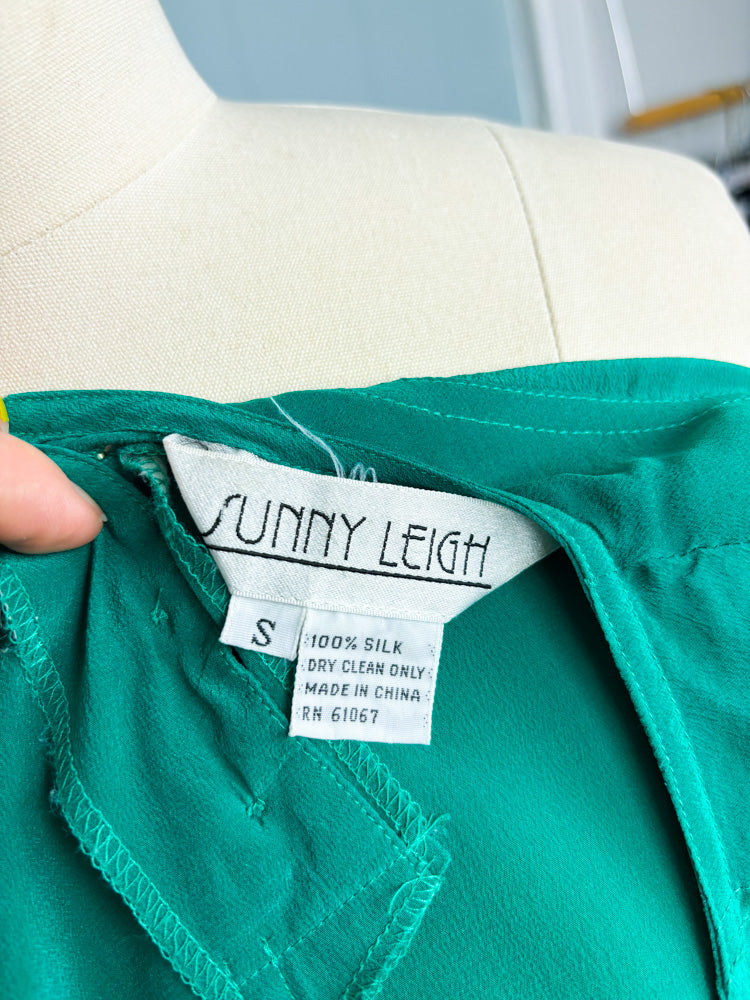 SUNNY LEIGH
S
100% SILK
DRY CLEAN ONLY
MADE IN CHINA
RN 61067